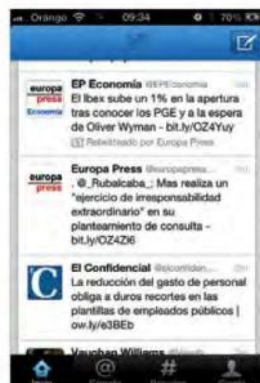 Orange 09:34 70%
europa
press
Economía
EP Economía @EPEconomia
El Ibex sube un 1% en la apertura
tras conocer los PGE y a la espera
de Oliver Wyman - bit.ly/OZ4Yuy
Retwitteado por Europa Press
europa
press
Europa Press @europapress...
. @_Rubalcaba_: Mas realiza un
"ejercicio de irresponsabilidad
extraordinario" en su
planteamiento de consulta -
bit.ly/OZ4Zi6
C
El Confidencial @elconfiden...
La reducción del gasto de personal
obliga a duros recortes en las
plantillas de empleados públicos |
ow.ly/e3BEb
Vaughan Williams
@ #
Inicio